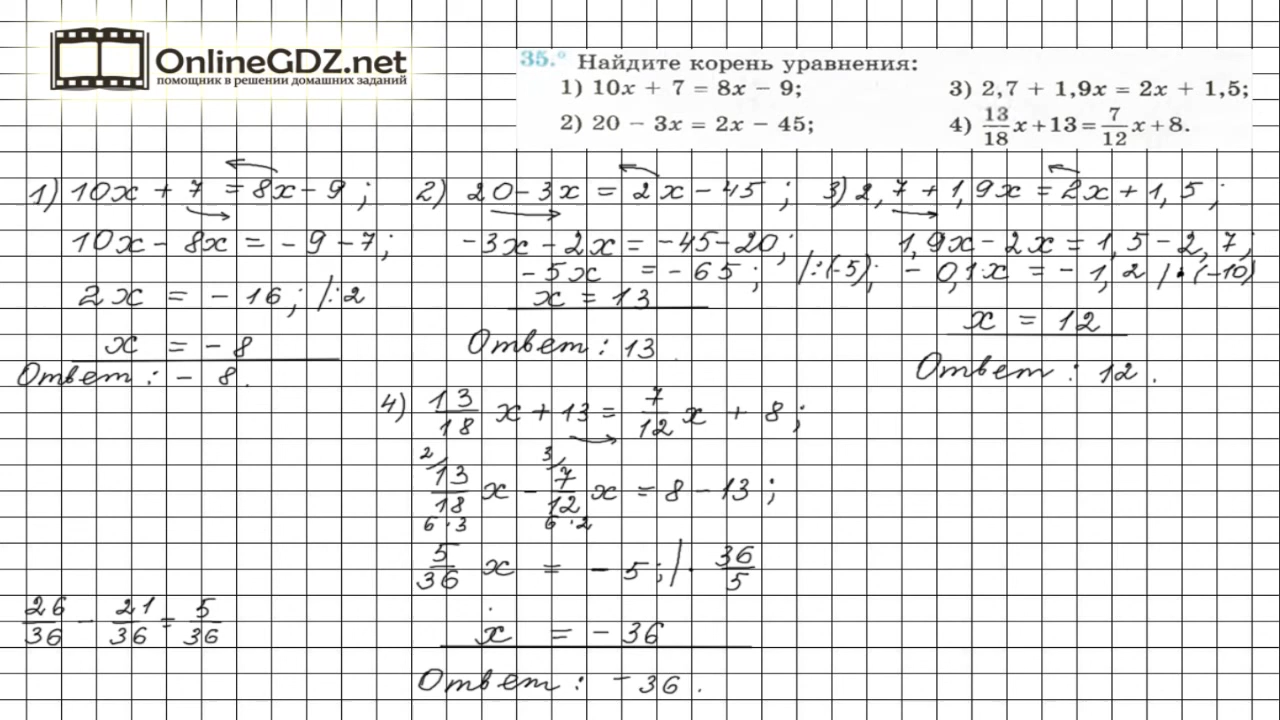 OnlineGDZ.net
помощник в решении домашних заданий
35.° Найдите корень уравнения:
1) 10x + 7 = 8x − 9;
2) 20 − 3x = 2x − 45;
3) 2,7 + 1,9x = 2x + 1,5;
4) 13/18 x + 13 = 7/12 x + 8.
1) 10x + 7 = 8x − 9;
10x − 8x = − 9 − 7;
2x = − 16; /:2
x = − 8
Ответ: − 8.
2) 20 − 3x = 2x − 45;
−3x − 2x = −45 − 20;
−5x = − 65; /:(−5);
x = 13
Ответ: 13.
3) 2,7 + 1,9x = 2x + 1,5;
1,9x − 2x = 1,5 − 2,7;
− 0,1x = − 1,2 /·(−10)
x = 12
Ответ: 12.
4) 13/18 x + 13 = 7/12 x + 8;
2/ 3/
13/18 x − 7/12 x = 8 − 13;
6·3 6·2
5/36 x = − 5; /· 36/5
x = − 36
Ответ: −36.
26/36 − 21/36 = 5/36